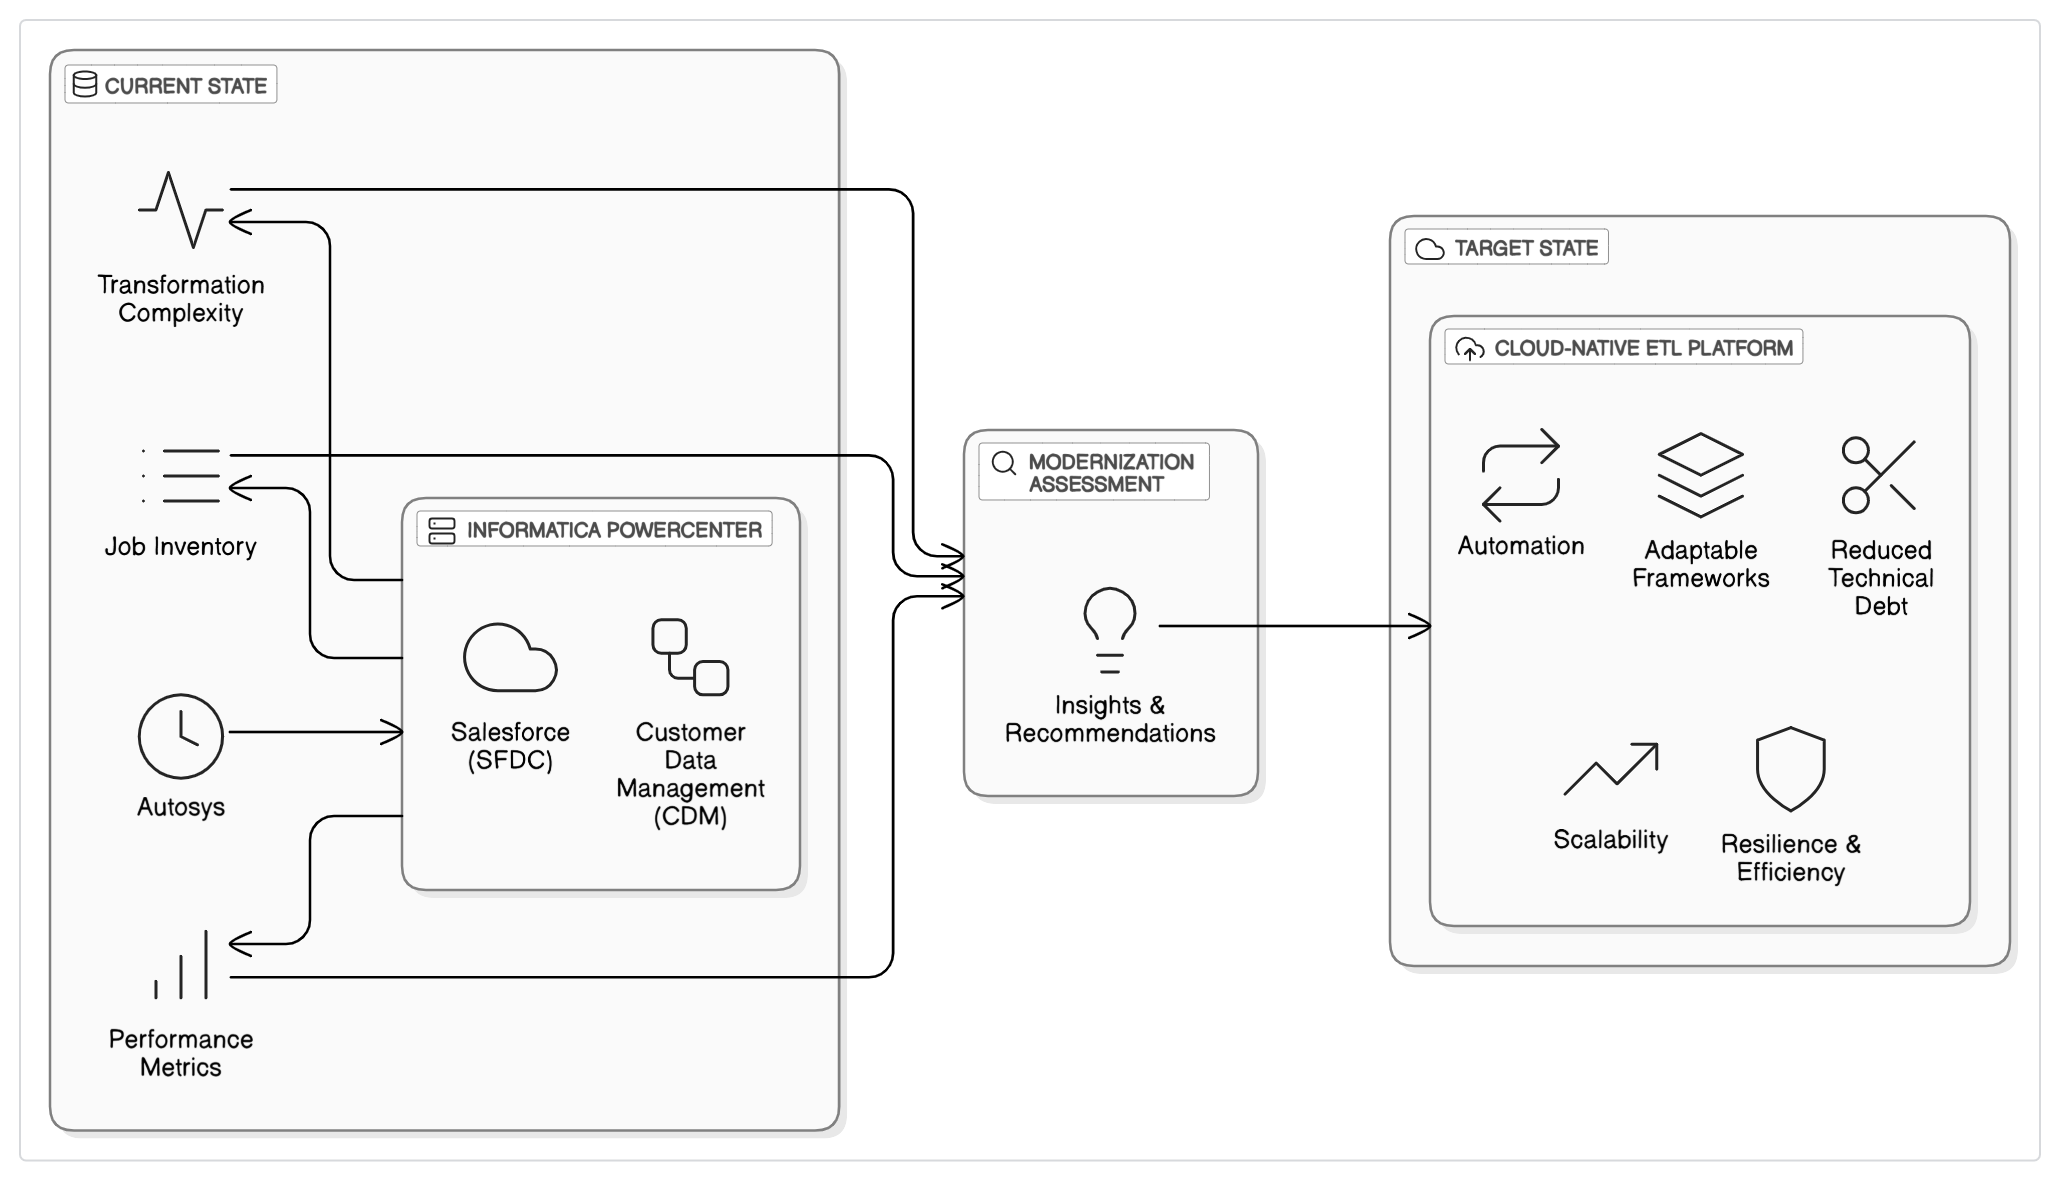 CURRENT STATE
Transformation
Complexity
Job Inventory
INFORMATICA POWERCENTER
Salesforce
(SFDC)
Customer
Data
Management
(CDM)
Autosys
Performance
Metrics
MODERNIZATION
ASSESSMENT
Insights &
Recommendations
TARGET STATE
CLOUD-NATIVE ETL PLATFORM
Automation
Adaptable
Frameworks
Reduced
Technical
Debt
Scalability
Resilience &
Efficiency